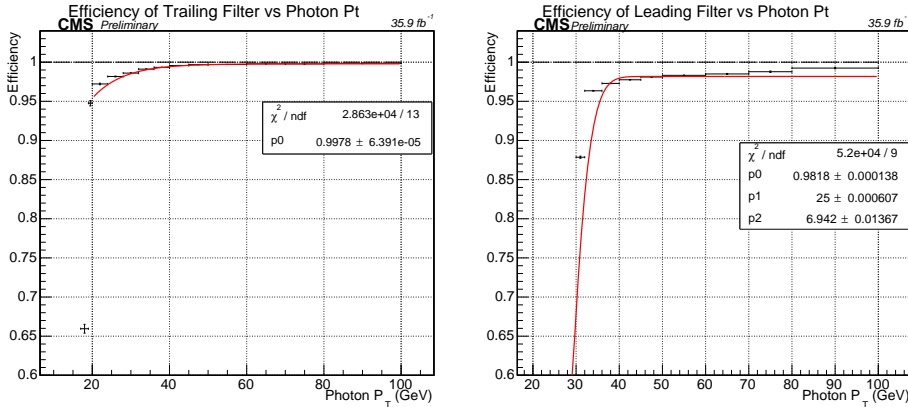 Efficiency of Trailing Filter vs Photon Pt
CMS Preliminary 35.9 fb⁻¹
Efficiency
1
0.95
0.9
0.85
0.8
0.75
0.7
0.65
0.6
χ² / ndf 2.863e+04 / 13
p0 0.9978 ± 6.391e-05
20 40 60 80 100
Photon P_T (GeV)
Efficiency of Leading Filter vs Photon Pt
CMS Preliminary 35.9 fb⁻
Efficiency
1
0.95
0.9
0.85
0.8
0.75
0.7
0.65
0.6
χ² / ndf 5.2e+04 / 9
p0 0.9818 ± 0.000138
p1 25 ± 0.000607
p2 6.942 ± 0.01367
20 30 40 50 60 70 80 90 100
Photon P_T (GeV)